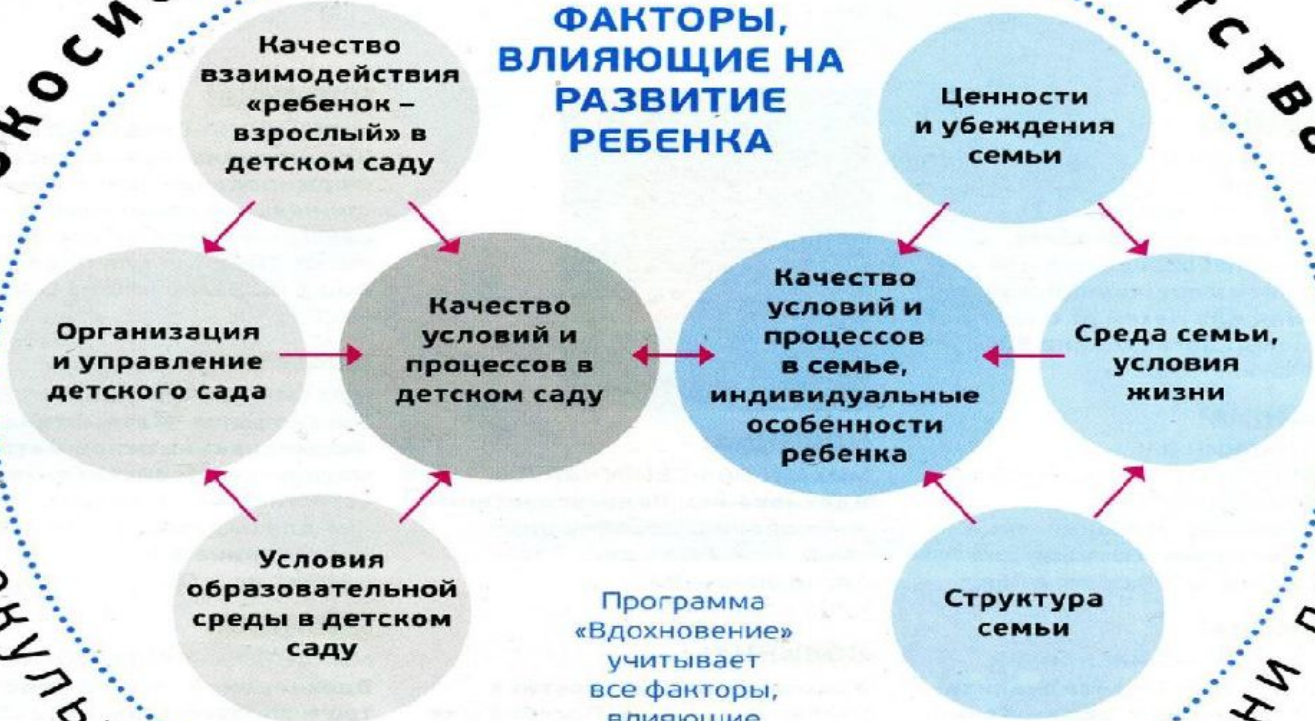 ФАКТОРЫ,
ВЛИЯЮЩИЕ НА
РАЗВИТИЕ
РЕБЕНКА
Качество
взаимодействия
«ребенок –
взрослый» в
детском саду
Ценности
и убеждения
семьи
Организация
и управление
детского сада
Качество
условий и
процессов в
детском саду
Качество
условий и
процессов
в семье,
индивидуальные
особенности
ребенка
Среда семьи,
условия
жизни
Условия
образовательной
среды в детском
саду
Структура
семьи
Программа
«Вдохновение»
учитывает
все факторы,
влияющие